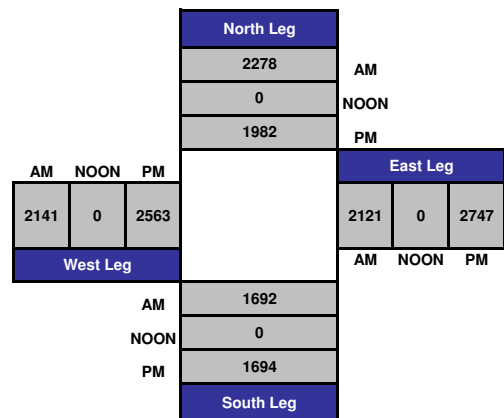 North Leg
2278 AM
0 NOON
1982 PM
AM NOON PM
East Leg
2141 0 2563
2121 0 2747
West Leg
AM NOON PM
AM 1692
NOON 0
PM 1694
South Leg